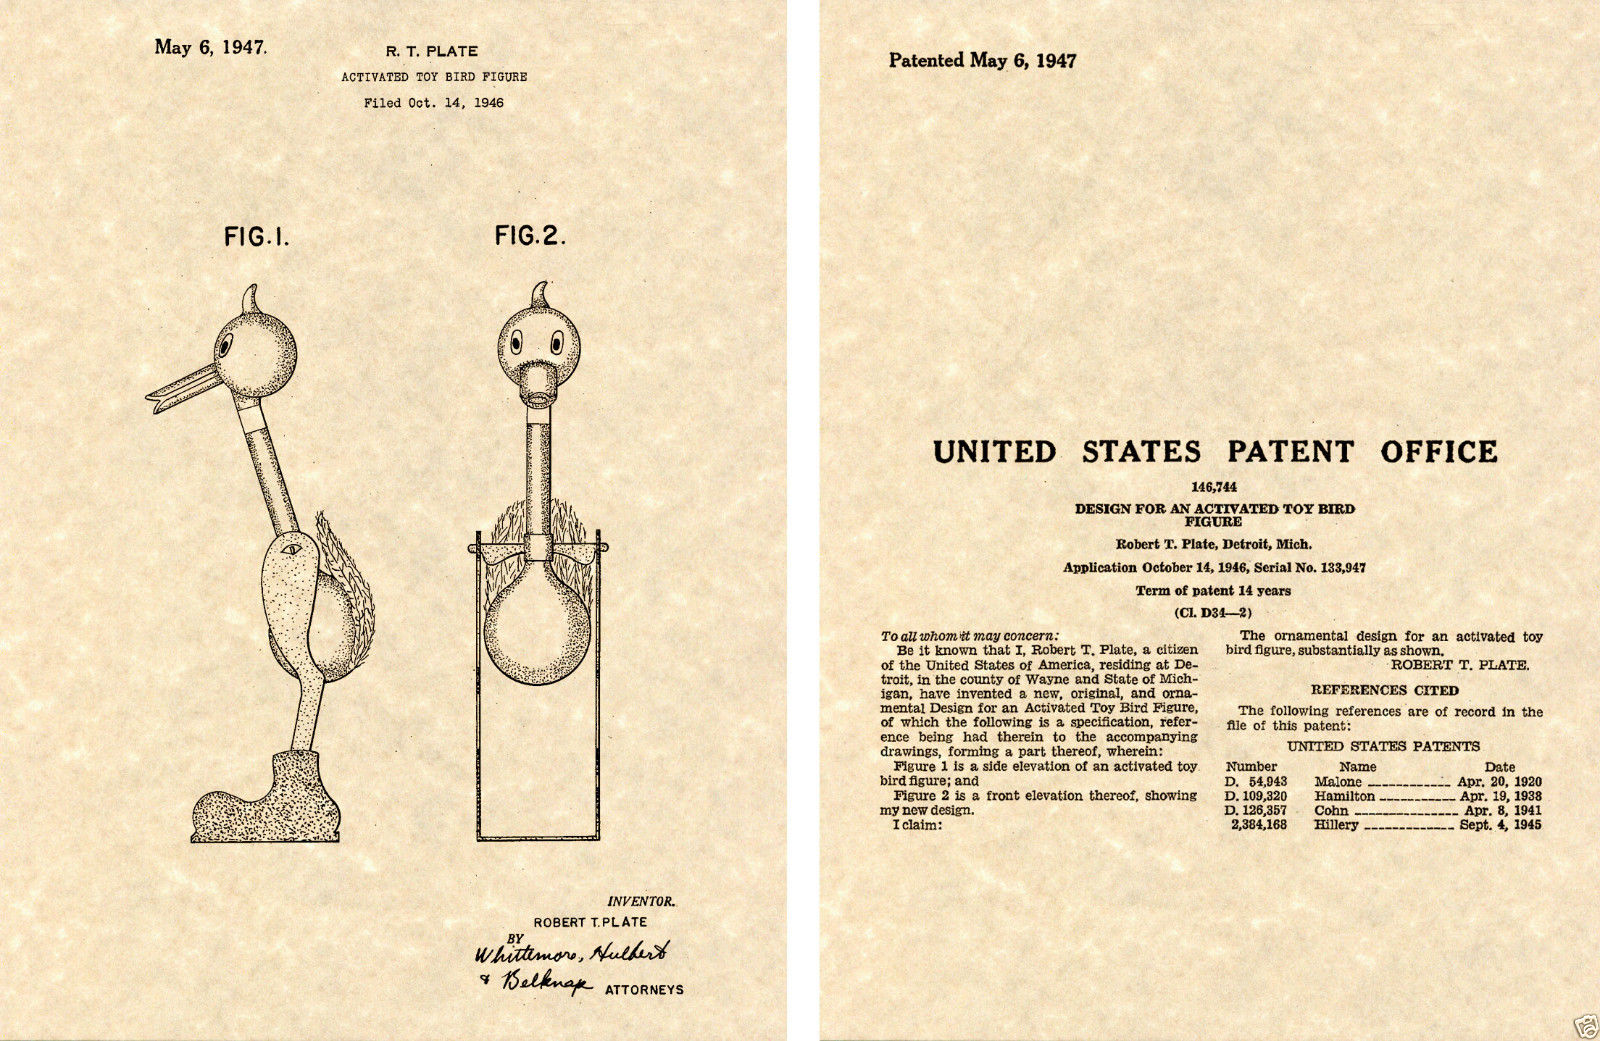 May 6, 1947.
R. T. PLATE
ACTIVATED TOY BIRD FIGURE
Filed Oct. 14, 1946
FIG.1.
FIG.2.
INVENTOR.
ROBERT T. PLATE
BY
Whittemore, Hulbert
& Belknap ATTORNEYS
Patented May 6, 1947
UNITED STATES PATENT OFFICE
146,744
DESIGN FOR AN ACTIVATED TOY BIRD
FIGURE
Robert T. Plate, Detroit, Mich.
Application October 14, 1946, Serial No. 133,947
Term of patent 14 years
(Cl. D34—2)
To all whom it may concern:
Be it known that I, Robert T. Plate, a citizen
of the United States of America, residing at De-
troit, in the county of Wayne and State of Mich-
igan, have invented a new, original, and orna-
mental Design for an Activated Toy Bird Figure,
of which the following is a specification, refer-
ence being had therein to the accompanying
drawings, forming a part thereof, wherein:
Figure 1 is a side elevation of an activated toy
bird figure; and
Figure 2 is a front elevation thereof, showing
my new design.
I claim:
The ornamental design for an activated toy
bird figure, substantially as shown.
ROBERT T. PLATE.
REFERENCES CITED
The following references are of record in the
file of this patent:
UNITED STATES PATENTS
Number Name Date
D. 54,943 Malone ------------ Apr. 20, 1920
D. 109,320 Hamilton ----------- Apr. 19, 1938
D. 126,357 Cohn --------------- Apr. 8, 1941
2,384,168 Hillery ------------- Sept. 4, 1945